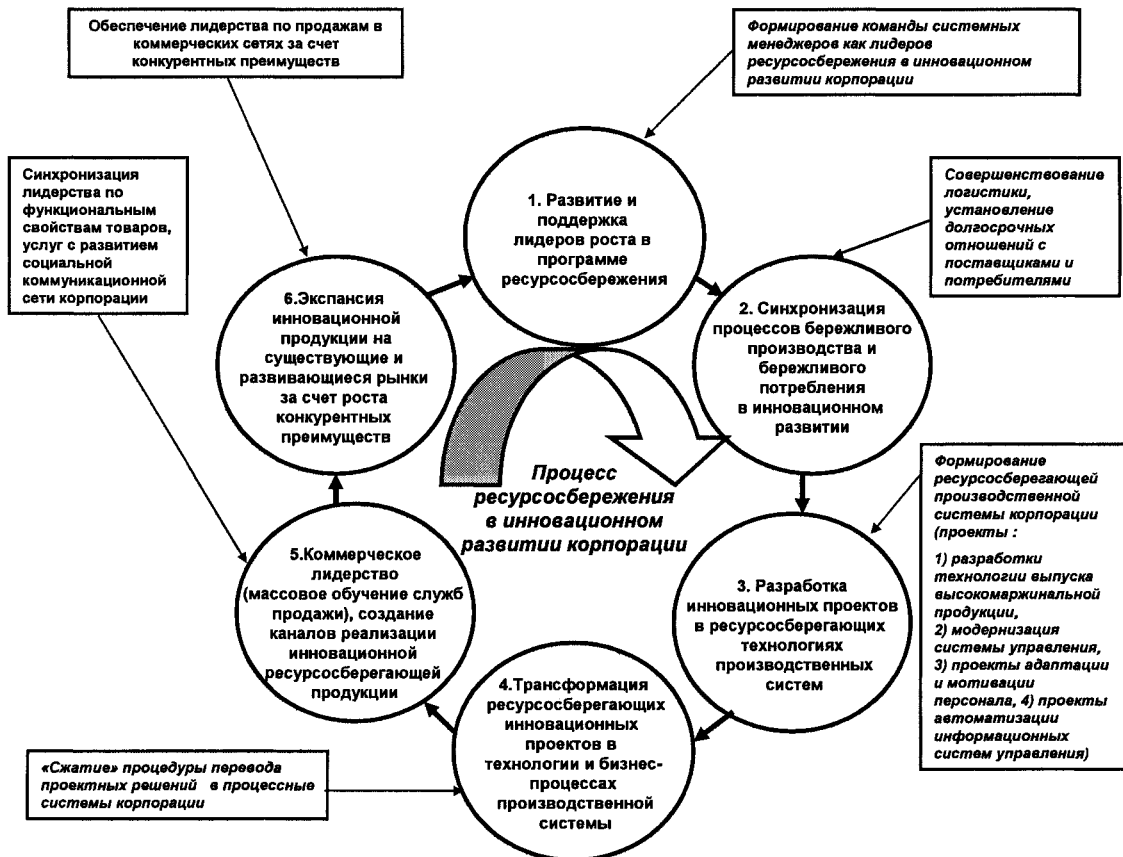 Обеспечение лидерства по продажам в
коммерческих сетях за счет
конкурентных преимуществ
Формирование команды системных
менеджеров как лидеров
ресурсосбережения в инновационном
развитии корпорации
Синхронизация
лидерства по
функциональным
свойствам товаров,
услуг с развитием
социальной
коммуникационной
сети корпорации
1. Развитие и
поддержка
лидеров роста в
программе
ресурсосбережения
Совершенствование
логистики,
установление
долгосрочных
отношений с
поставщиками и
потребителями
6.Экспансия
инновационной
продукции на
существующие и
развивающиеся рынки
за счет роста
конкурентных
преимуществ
2. Синхронизация
процессов бережливого
производства и
бережливого
потребления
в инновационном
развитии
Процесс
ресурсосбережения
в инновационном
развитии корпорации
Формирование
ресурсосберегающей
производственной
системы корпорации
(проекты :
1) разработки
технологии выпуска
высокомаржинальной
продукции,
2) модернизация
системы управления,
3) проекты адаптации
и мотивации
персонала, 4) проекты
автоматизации
информационных
систем управления)
5.Коммерческое
лидерство
(массовое обучение служб
продажи), создание
каналов реализации
инновационной
ресурсосберегающей
продукции
3. Разработка
инновационных проектов
в ресурсосберегающих
технологиях
производственных
систем
4.Трансформация
ресурсосберегающих
инновационных
проектов в
технологии и бизнес-
процессах
производственной
системы
«Сжатие» процедуры перевода
проектных решений в процессные
системы корпорации